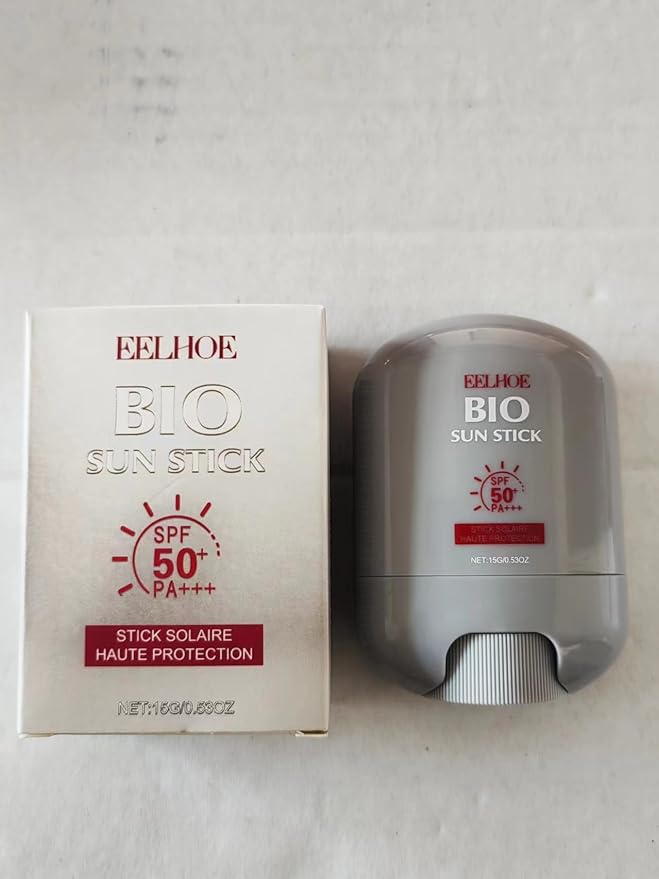 EELHOE
BIO
SUN STICK
SPF
50+
PA+++
STICK SOLAIRE
HAUTE PROTECTION
NET:15G/0.53OZ
EELHOE
BIO
SUN STICK
SPF
50+
PA+++
STICK SOLAIRE
HAUTE PROTECTION
NET:15G/0.53OZ